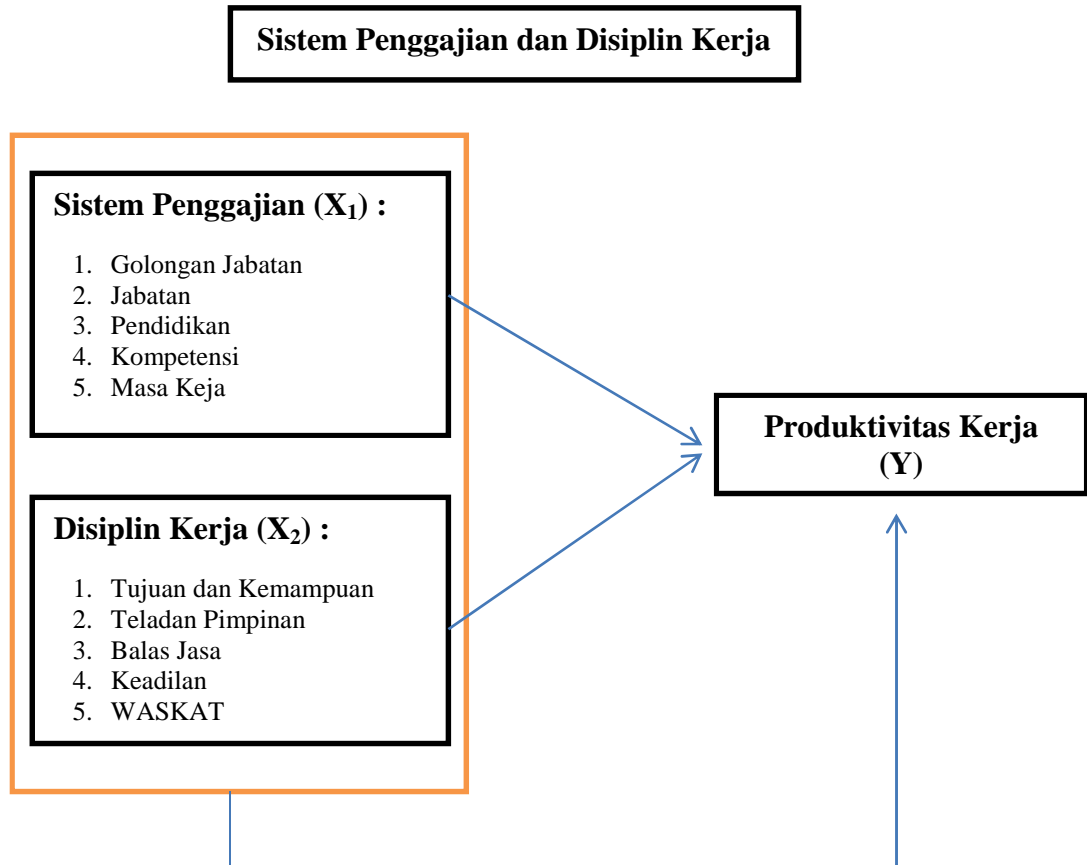 Sistem Penggajian dan Disiplin Kerja
Sistem Penggajian (X₁) :
1. Golongan Jabatan
2. Jabatan
3. Pendidikan
4. Kompetensi
5. Masa Keja
Disiplin Kerja (X₂) :
1. Tujuan dan Kemampuan
2. Teladan Pimpinan
3. Balas Jasa
4. Keadilan
5. WASKAT
Produktivitas Kerja
(Y)